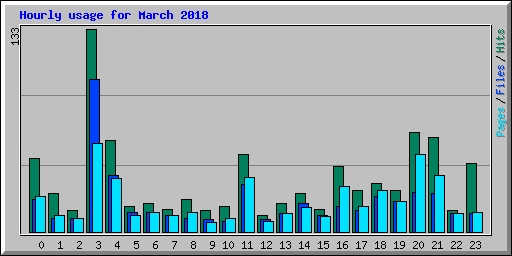 Hourly usage for March 2018
133
Pages / Files / Hits
0 1 2 3 4 5 6 7 8 9 10 11 12 13 14 15 16 17 18 19 20 21 22 23